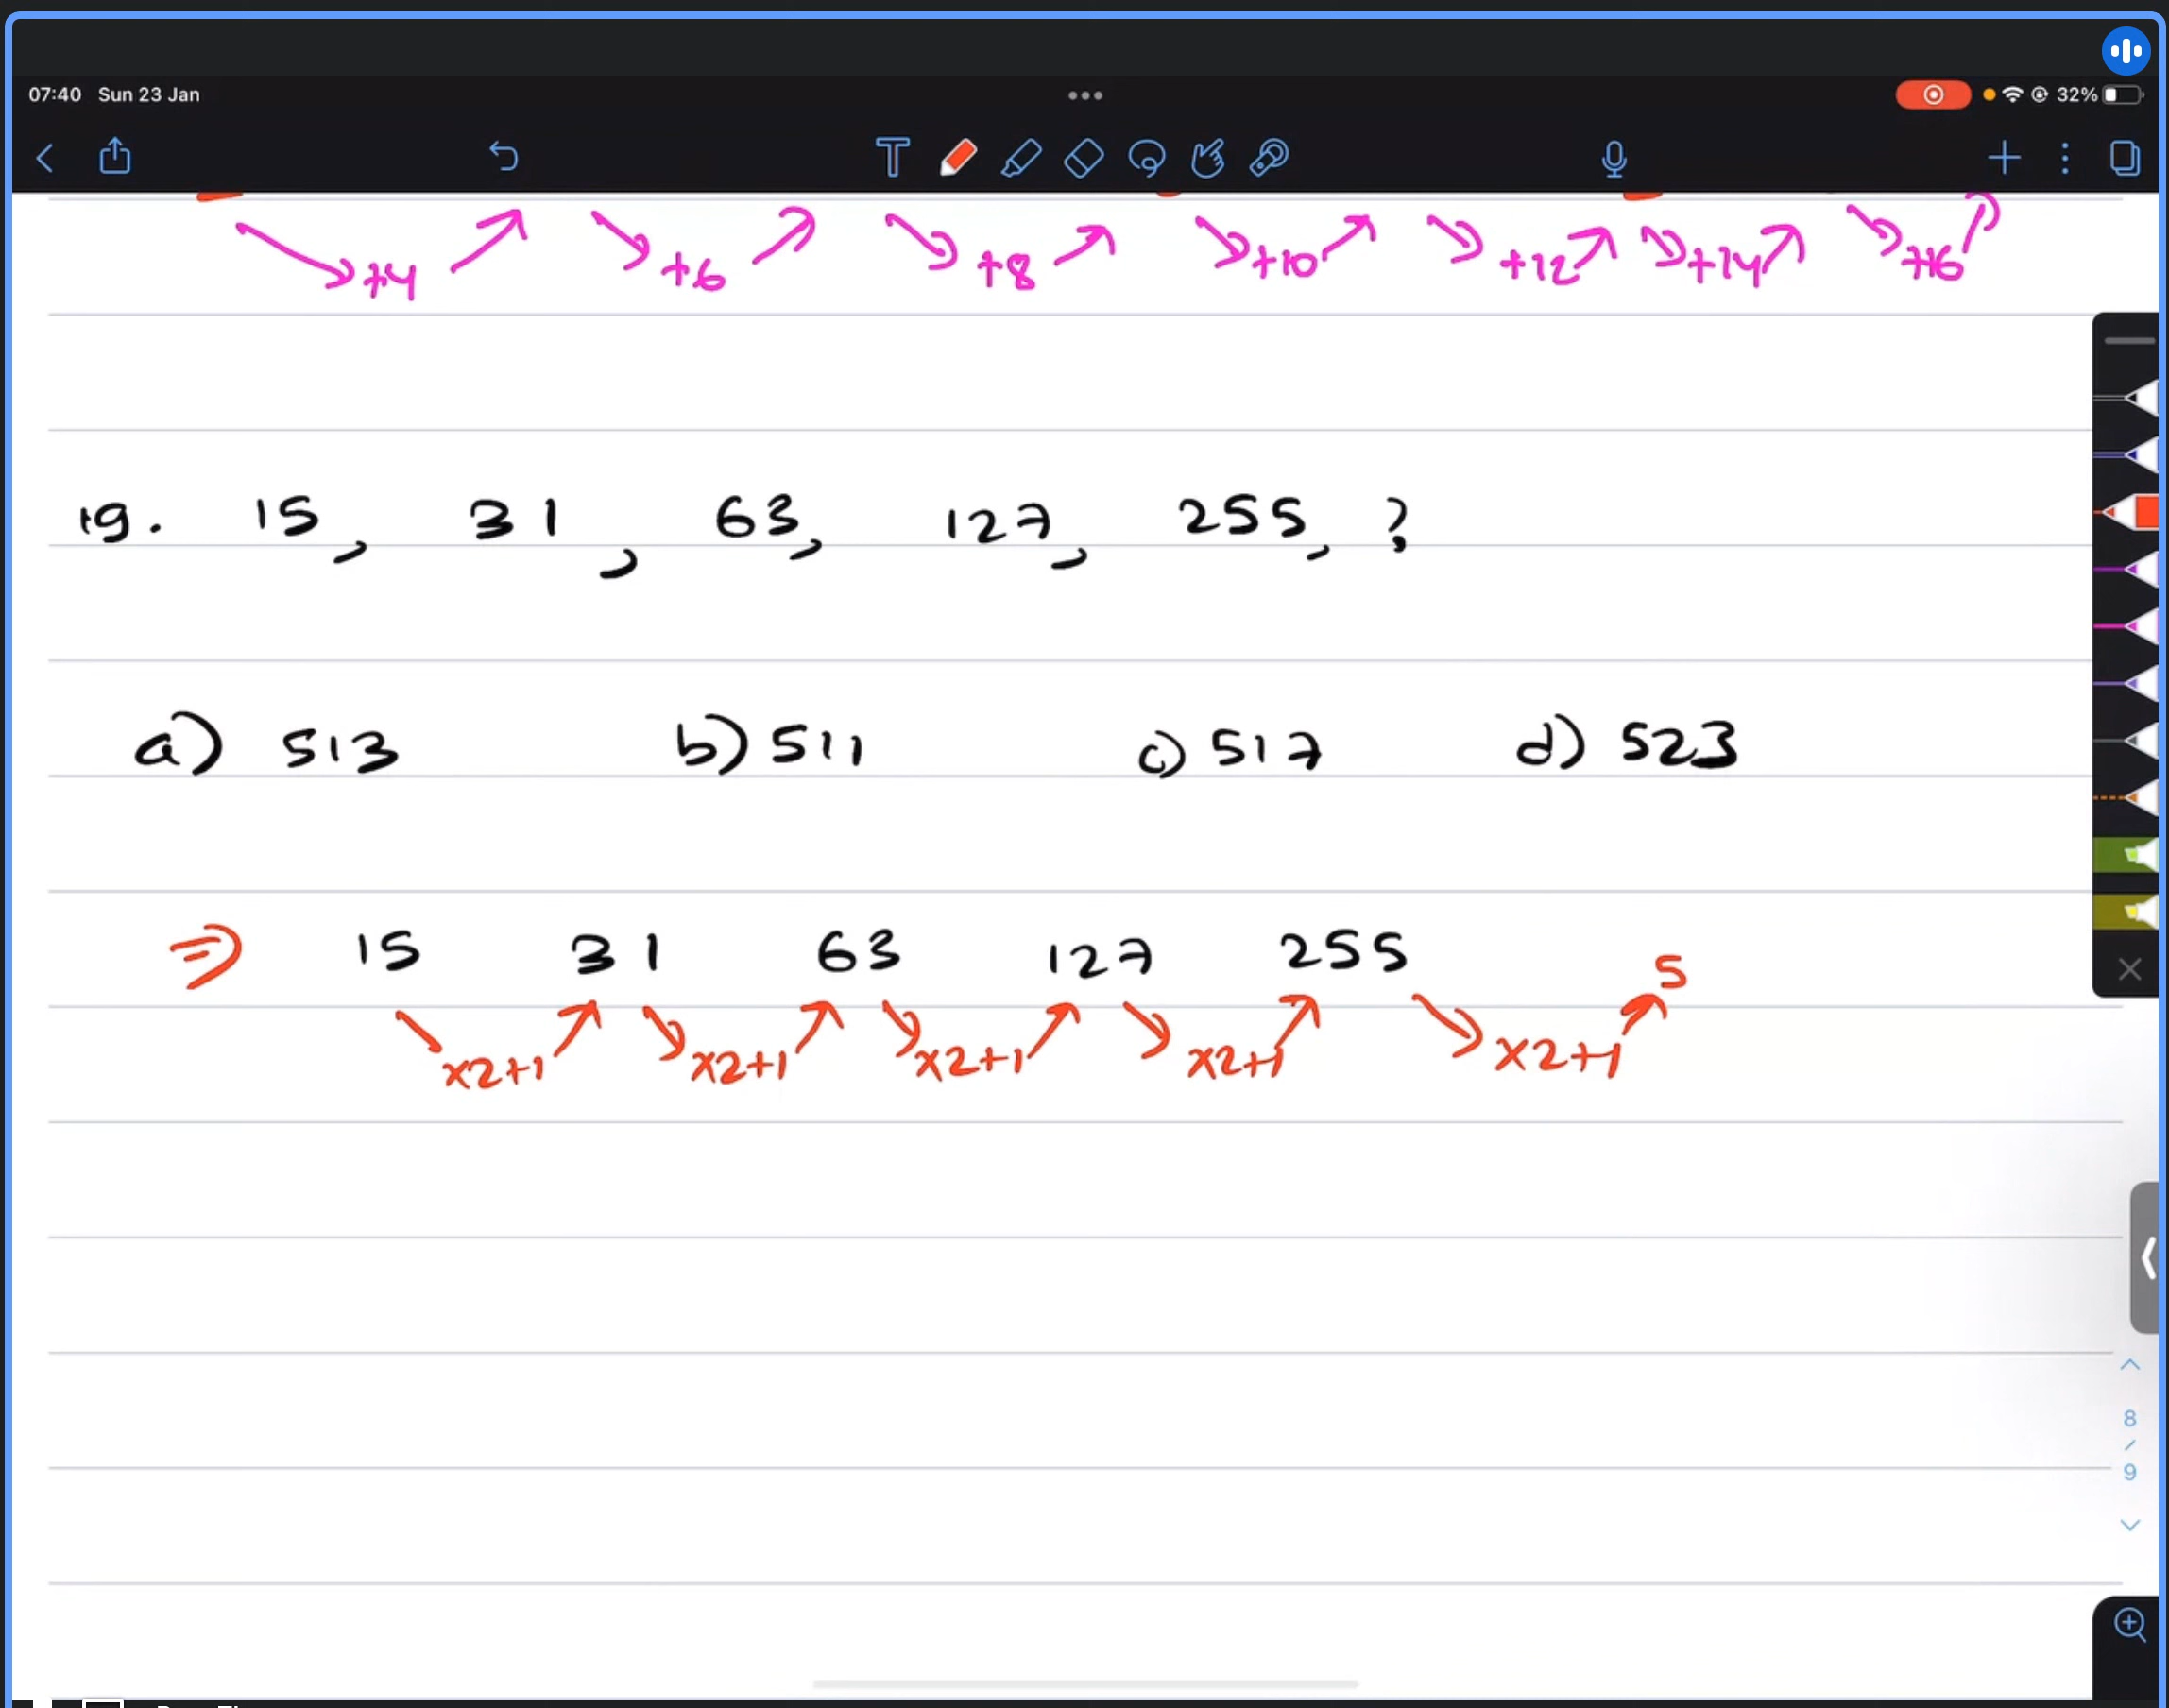 07:40 Sun 23 Jan
32%
+4 +6 +8 +10 +12 +14 +16
19. 15, 31, 63, 127, 255, ?
a) 513 b) 511 c) 517 d) 523
⇒ 15 31 63 127 255 5
x2+1 x2+1 x2+1 x2+1 x2+1
8
/
9